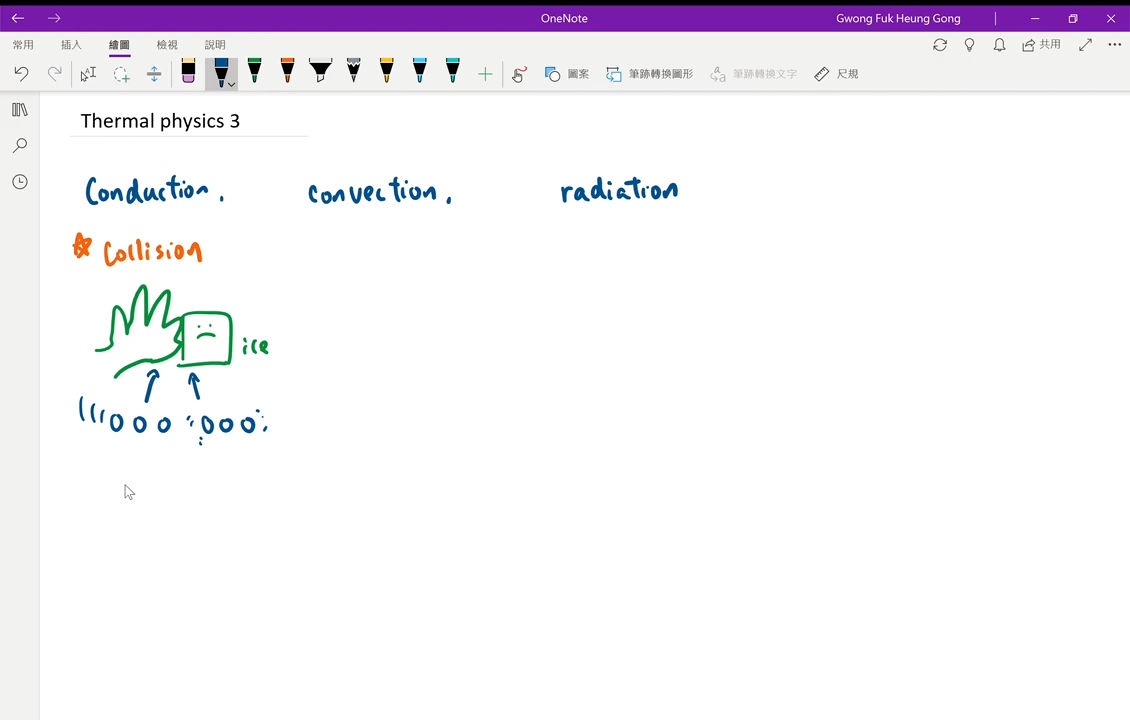 OneNote
Gwong Fuk Heung Gong
常用 插入 繪圖 檢視 說明
共用
圖案 筆跡轉換圖形 筆跡轉換文字 尺規
Thermal physics 3
Conduction, convection, radiation
Collision
ice